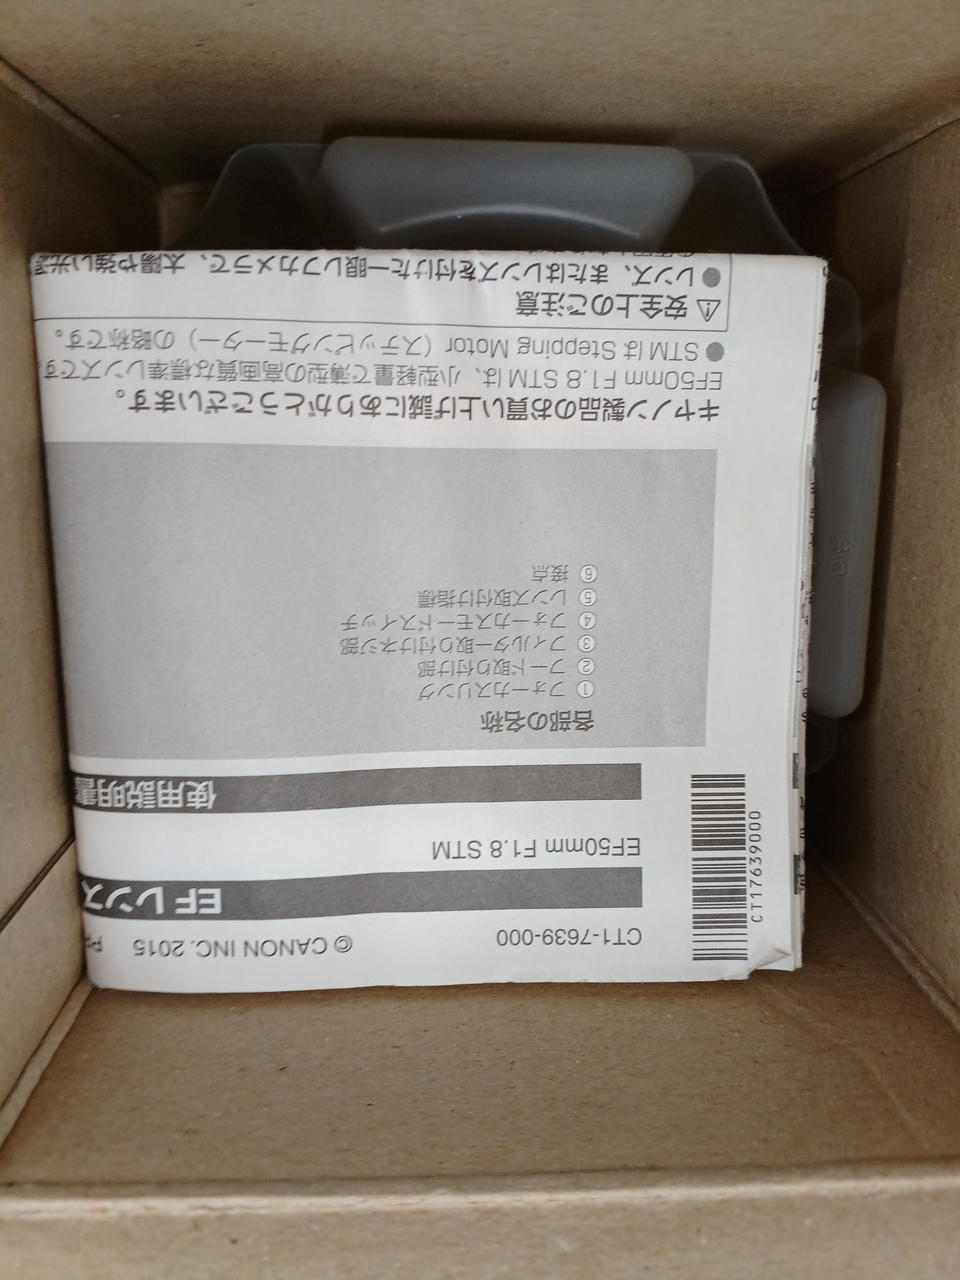 CT1-7639-000
© CANON INC. 2015
EF レンズ
EF50mm F1.8 STM
使用説明書
CT17639000
各部の名称
① フォーカスリング
② フード取り付け部
③ フィルター取り付けネジ部
④ フォーカスモードスイッチ
⑤ レンズ取付け指標
⑥ 接点
キヤノン製品のお買い上げ誠にありがとうございます。
EF50mm F1.8 STMは、小型軽量で薄型の高画質な標準レンズです
● STMはStepping Motor（ステッピングモーター）の略称です。
⚠ 安全上のご注意
● レンズ、またはレンズを付けた一眼レフカメラで、太陽や強い光